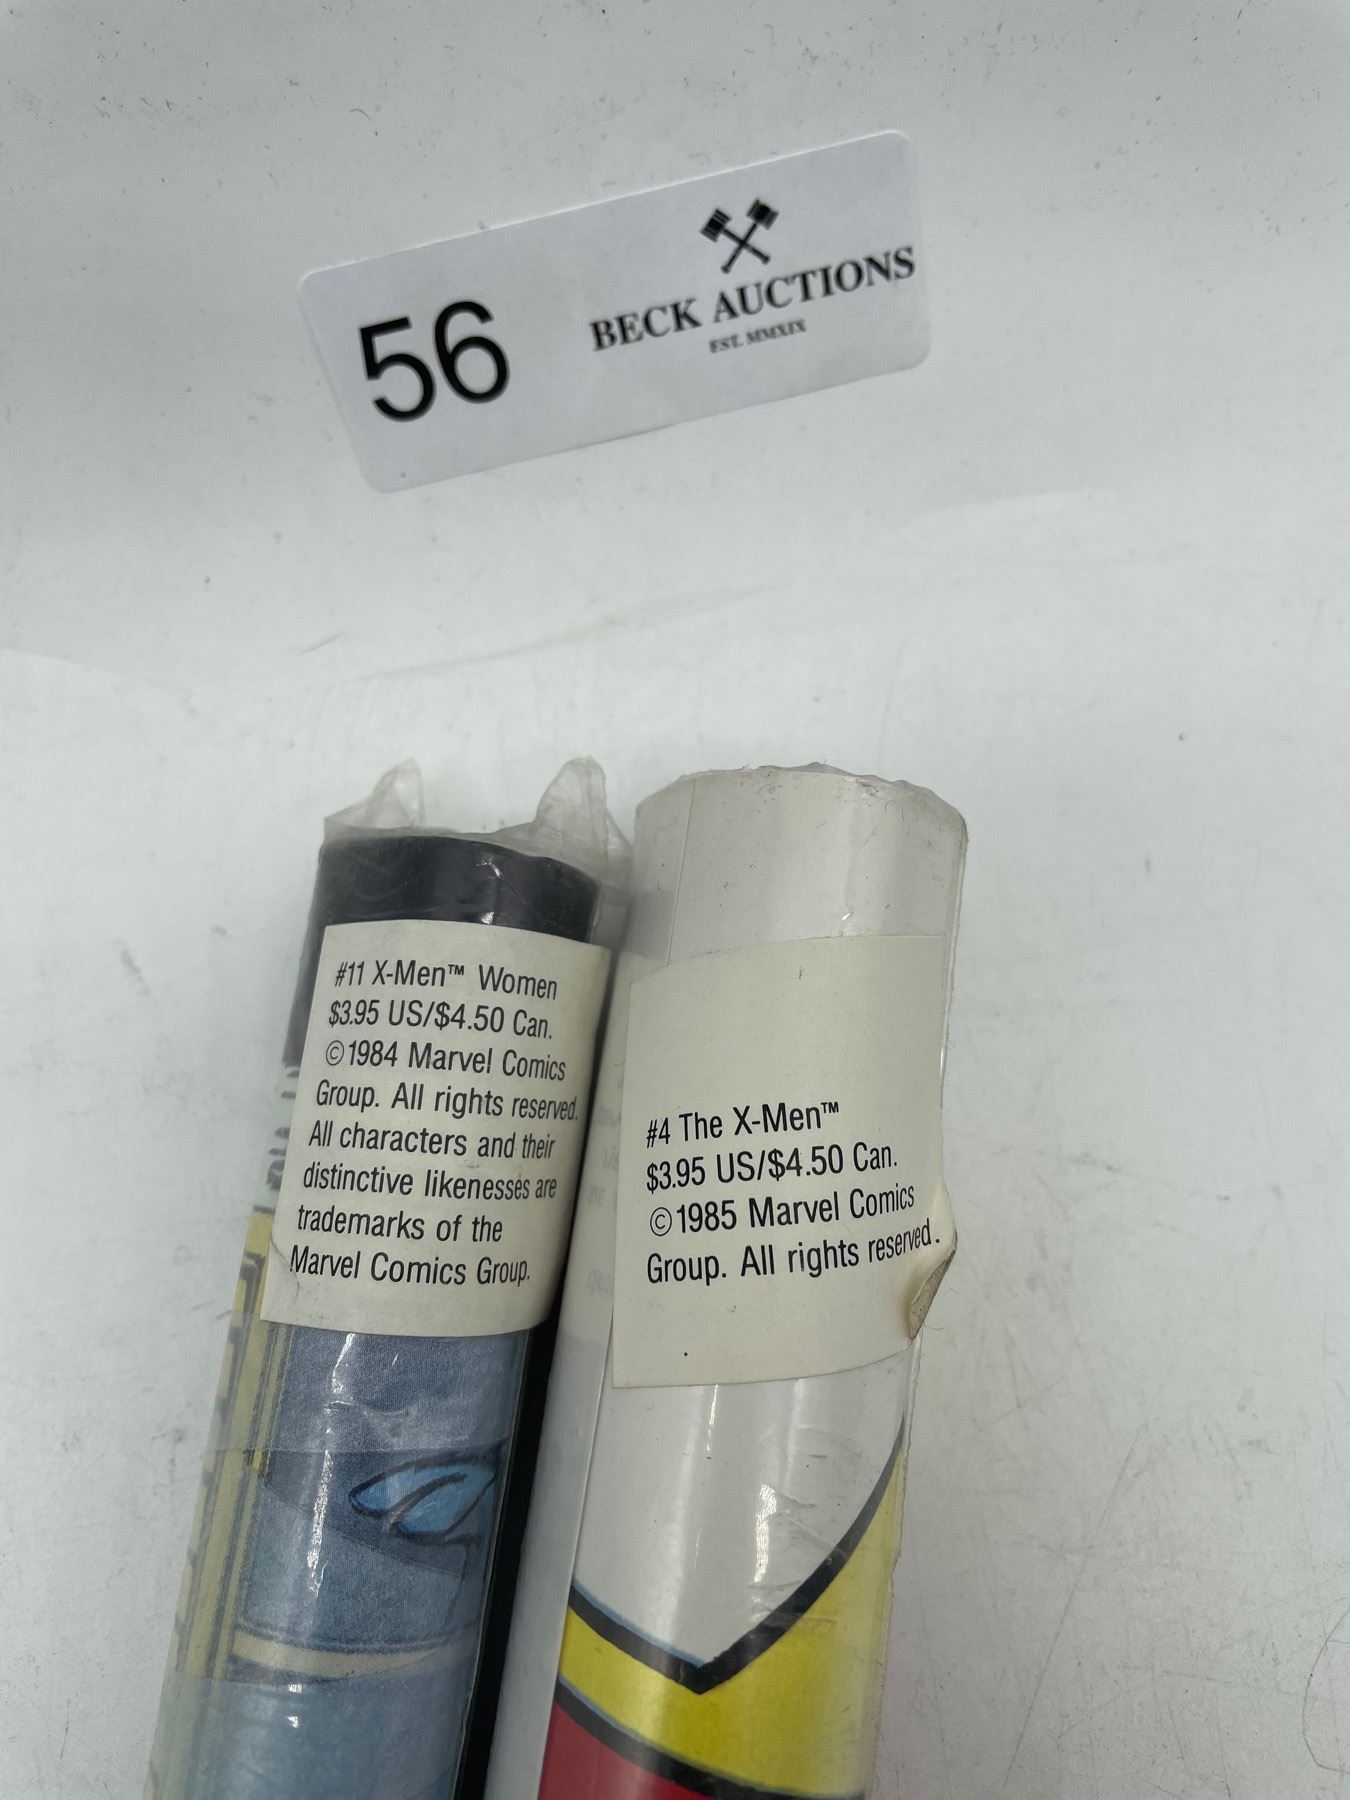 56
BECK AUCTIONS
EST. MMXIX
#11 X-Men™ Women
$3.95 US/$4.50 Can.
©1984 Marvel Comics
Group. All rights reserved.
All characters and their
distinctive likenesses are
trademarks of the
Marvel Comics Group.
#4 The X-Men™
$3.95 US/$4.50 Can.
©1985 Marvel Comics
Group. All rights reserved.